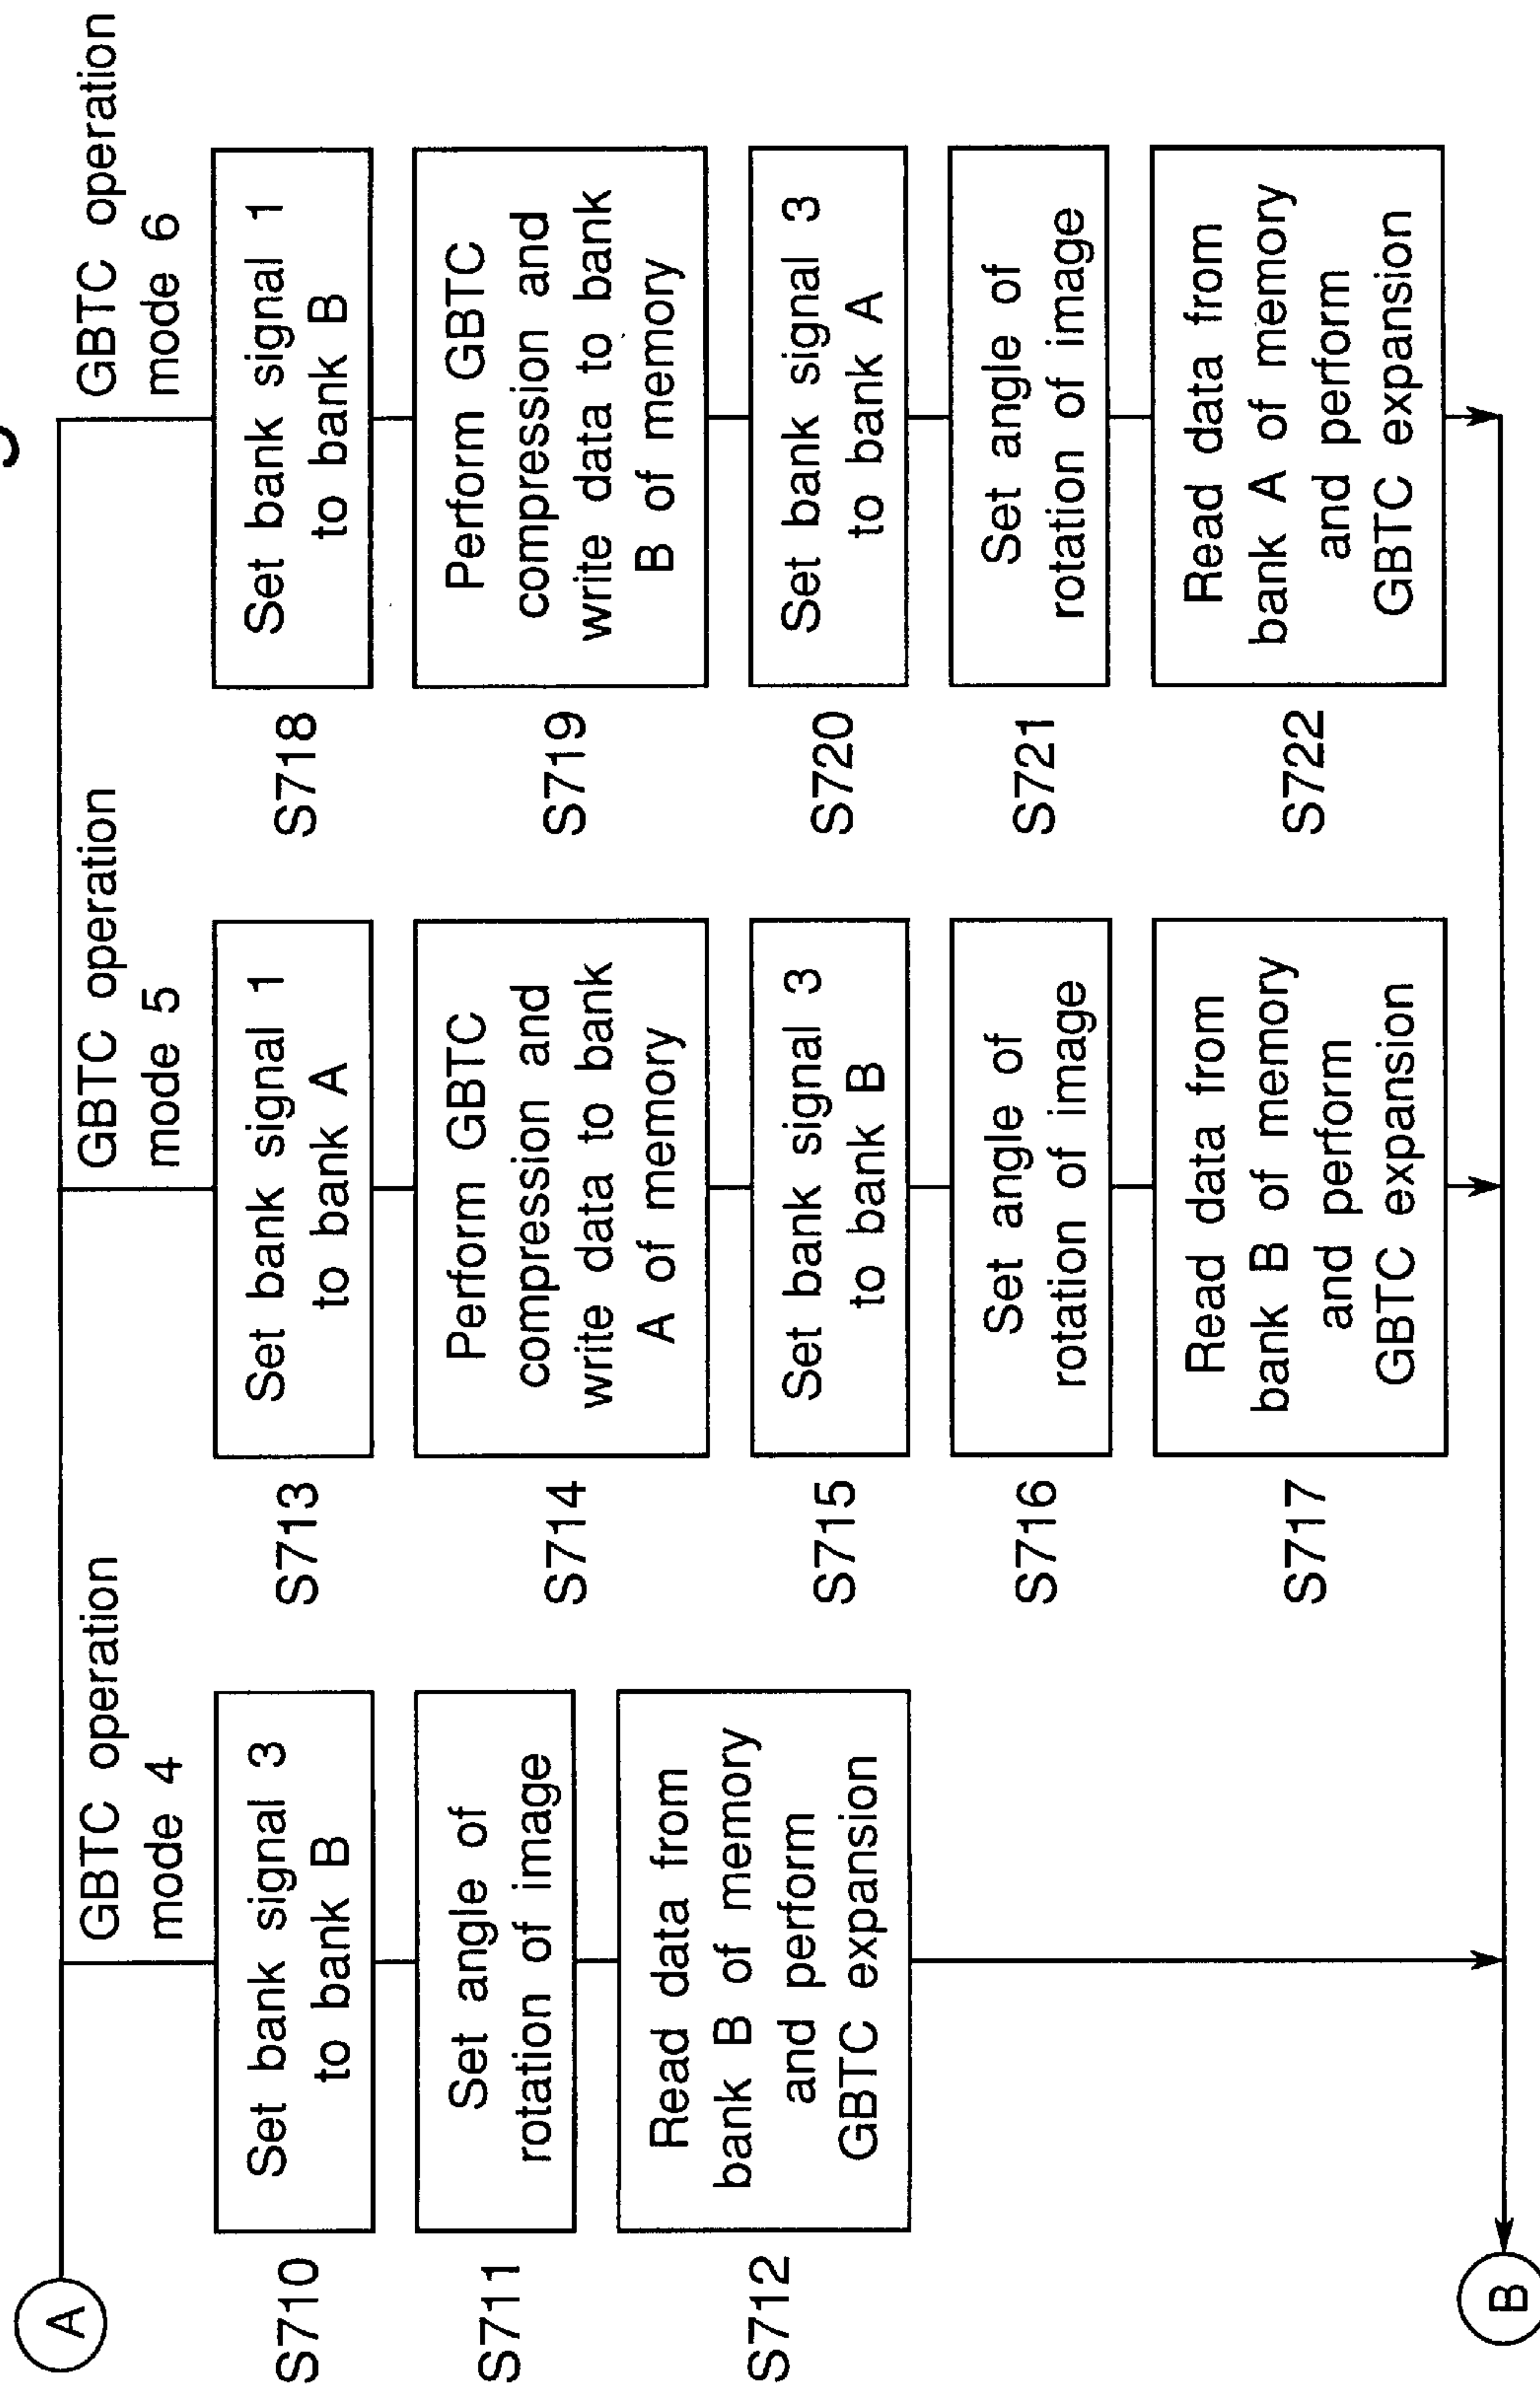 A
GBTC operation
mode 4
S710
Set bank signal 3
to bank B
S711
Set angle of
rotation of image
S712
Read data from
bank B of memory
and perform
GBTC expansion
GBTC operation
mode 5
S713
Set bank signal 1
to bank A
S714
Perform GBTC
compression and
write data to bank
A of memory
S715
Set bank signal 3
to bank B
S716
Set angle of
rotation of image
S717
Read data from
bank B of memory
and perform
GBTC expansion
GBTC operation
mode 6
S718
Set bank signal 1
to bank B
S719
Perform GBTC
compression and
write data to bank
B of memory
S720
Set bank signal 3
to bank A
S721
Set angle of
rotation of image
S722
Read data from
bank A of memory
and perform
GBTC expansion
B